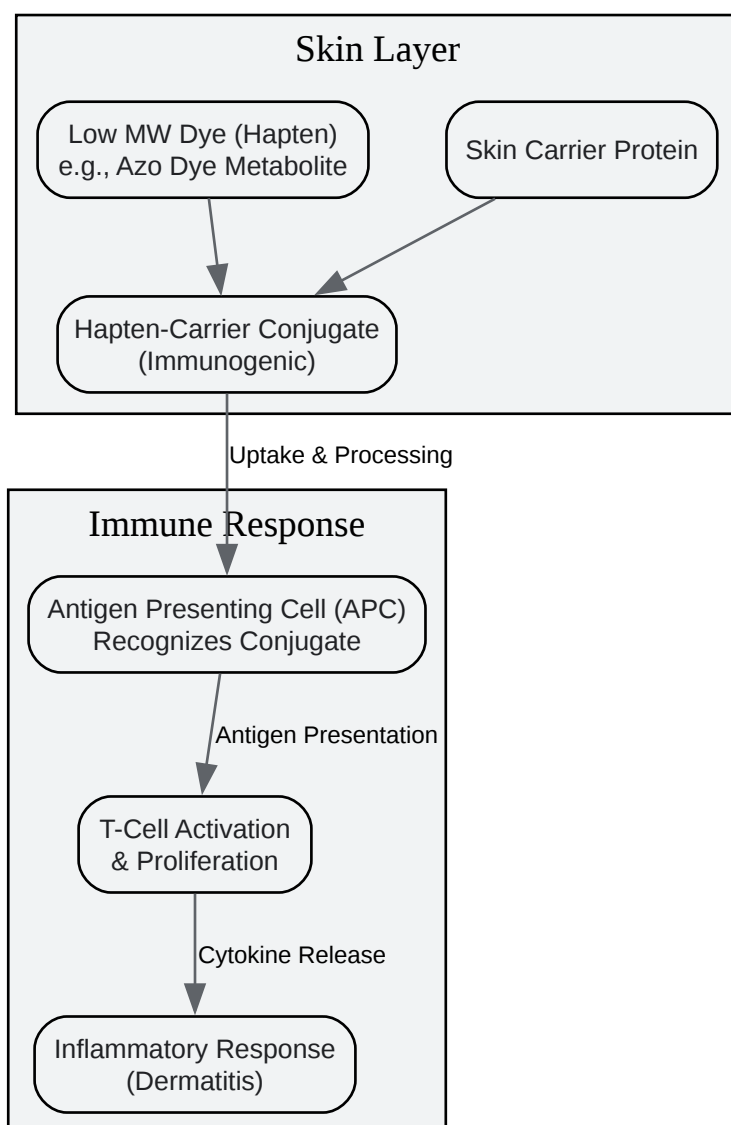 Skin Layer
Low MW Dye (Hapten)
e.g., Azo Dye Metabolite
Skin Carrier Protein
Hapten-Carrier Conjugate
(Immunogenic)
Uptake & Processing
Immune Response
Antigen Presenting Cell (APC)
Recognizes Conjugate
Antigen Presentation
T-Cell Activation
& Proliferation
Cytokine Release
Inflammatory Response
(Dermatitis)